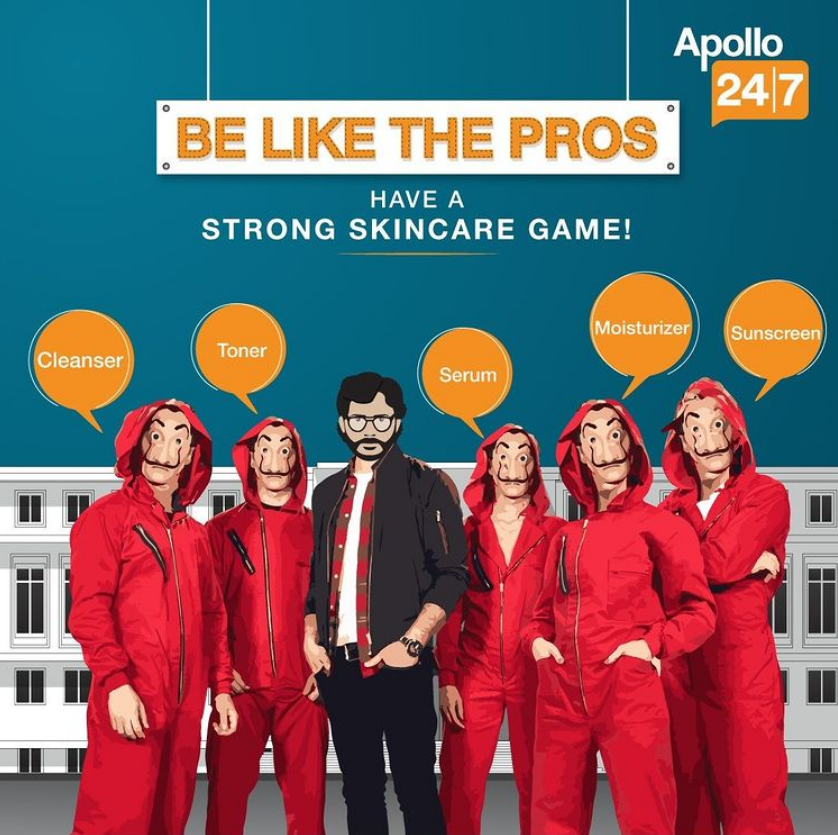 Apollo
24|7
BE LIKE THE PROS
HAVE A
STRONG SKINCARE GAME!
Cleanser
Toner
Serum
Moisturizer
Sunscreen